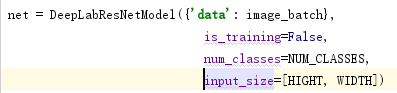 net = DeepLabResNetModel({'data': image_batch},
is_training=False,
num_classes=NUM_CLASSES,
input_size=[HIGHT, WIDTH])